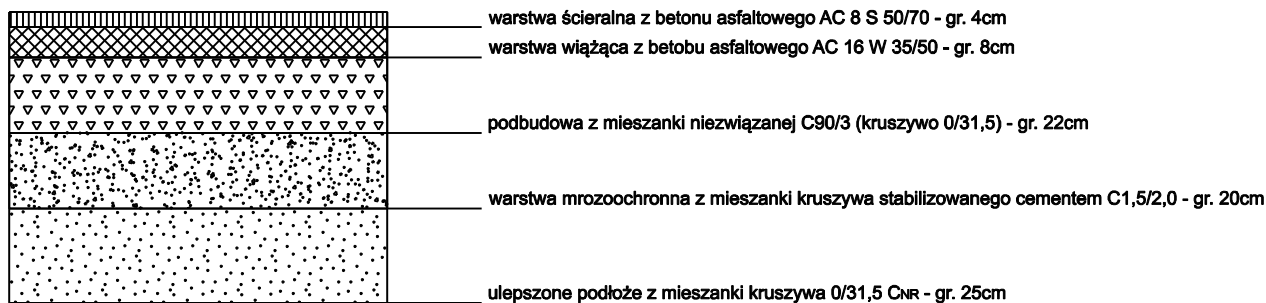 warstwa ścieralna z betonu asfaltowego AC 8 S 50/70 - gr. 4cm
warstwa wiążąca z betobu asfaltowego AC 16 W 35/50 - gr. 8cm
podbudowa z mieszanki niezwiązanej C90/3 (kruszywo 0/31,5) - gr. 22cm
warstwa mrozoochronna z mieszanki kruszywa stabilizowanego cementem C1,5/2,0 - gr. 20cm
ulepszone podłoże z mieszanki kruszywa 0/31,5 CNR - gr. 25cm